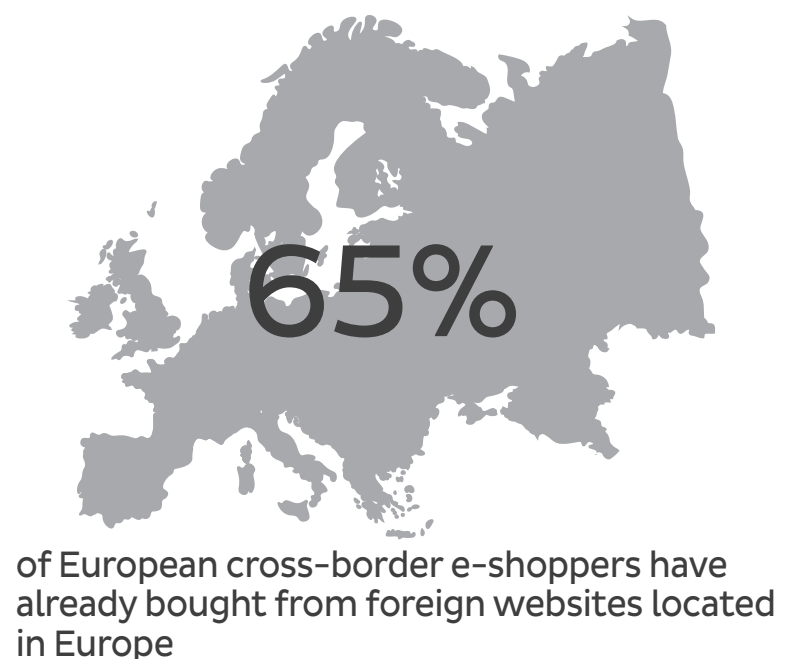 65%
of European cross-border e-shoppers have
already bought from foreign websites located
in Europe